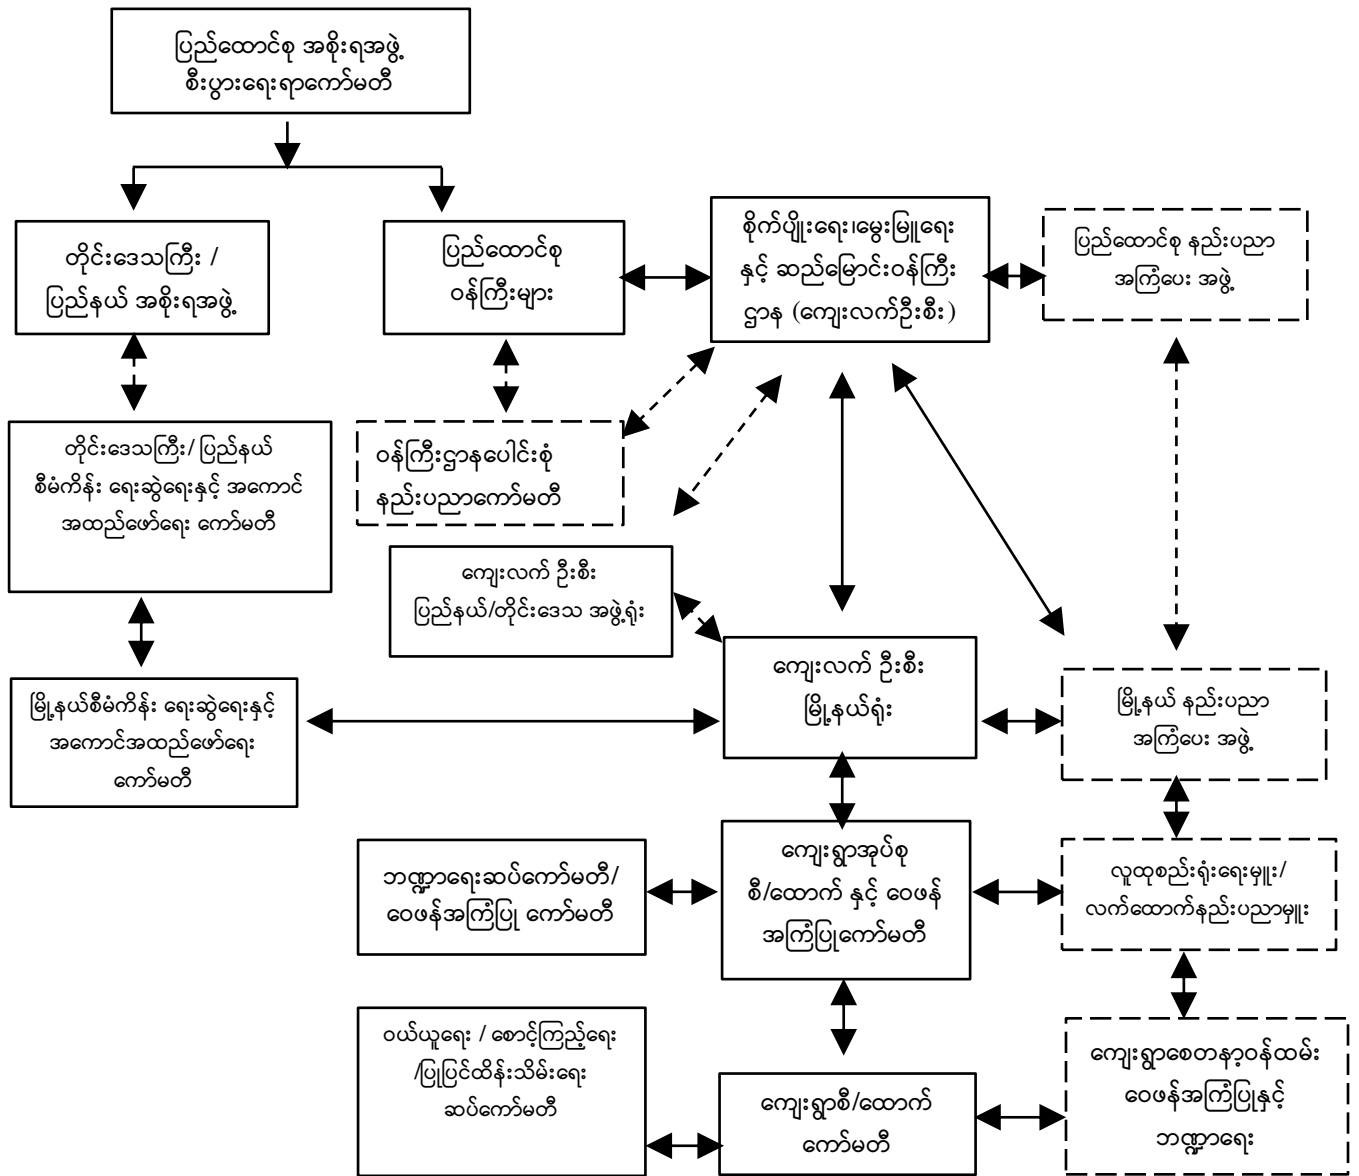 ပြည်ထောင်စု အစိုးရအဖွဲ့
စီးပွားရေးရာကော်မတီ
တိုင်းဒေသကြီး /
ပြည်နယ် အစိုးရအဖွဲ့
ပြည်ထောင်စု
ဝန်ကြီးများ
စိုက်ပျိုးရေး၊မွေးမြူရေး
နှင့် ဆည်မြောင်းဝန်ကြီး
ဌာန (ကျေးလက်ဦးစီး)
ပြည်ထောင်စု နည်းပညာ
အကြံပေး အဖွဲ့
တိုင်းဒေသကြီး/ ပြည်နယ်
စီမံကိန်း ရေးဆွဲရေးနှင့် အကောင်
အထည်ဖော်ရေး ကော်မတီ
ဝန်ကြီးဌာနပေါင်းစုံ
နည်းပညာကော်မတီ
ကျေးလက် ဦးစီး
ပြည်နယ်/တိုင်းဒေသ အဖွဲ့ရုံး
မြို့နယ်စီမံကိန်း ရေးဆွဲရေးနှင့်
အကောင်အထည်ဖော်ရေး
ကော်မတီ
ကျေးလက် ဦးစီး
မြို့နယ်ရုံး
မြို့နယ် နည်းပညာ
အကြံပေး အဖွဲ့
ဘဏ္ဍာရေးဆပ်ကော်မတီ/
ဝေဖန်အကြံပြု ကော်မတီ
ကျေးရွာအုပ်စု
စီ/ထောက် နှင့် ဝေဖန်
အကြံပြုကော်မတီ
လူထုစည်းရုံးရေးမှူး/
လက်ထောက်နည်းပညာမှူး
ဝယ်ယူရေး / စောင့်ကြည့်ရေး
/ပြုပြင်ထိန်းသိမ်းရေး
ဆပ်ကော်မတီ
ကျေးရွာစီ/ထောက်
ကော်မတီ
ကျေးရွာစေတနာ့ဝန်ထမ်း
ဝေဖန်အကြံပြုနှင့်
ဘဏ္ဍာရေး